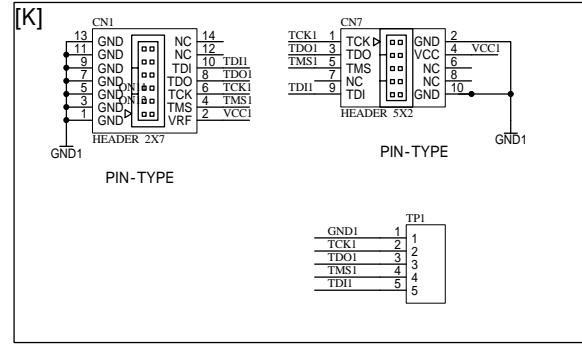 [K]
CN1
13 GND NC 14
11 GND NC 12
9 GND TDI 10 TDI1
7 GND TDO 8 TDO1
5 GND TCK 6 TCK1
3 GND TMS 4 TMS1
1 GND VRF 2 VCC1
HEADER 2X7
GND1
PIN-TYPE
CN7
TCK1 1 TCK GND 2
TDO1 3 TDO VCC 4 VCC1
TMS1 5 TMS NC 6
7 NC NC 8
TDI1 9 TDI GND 10
HEADER 5X2
GND1
PIN-TYPE
TP1
GND1 1 1
TCK1 2 2
TDO1 3 3
TMS1 4 4
TDI1 5 5